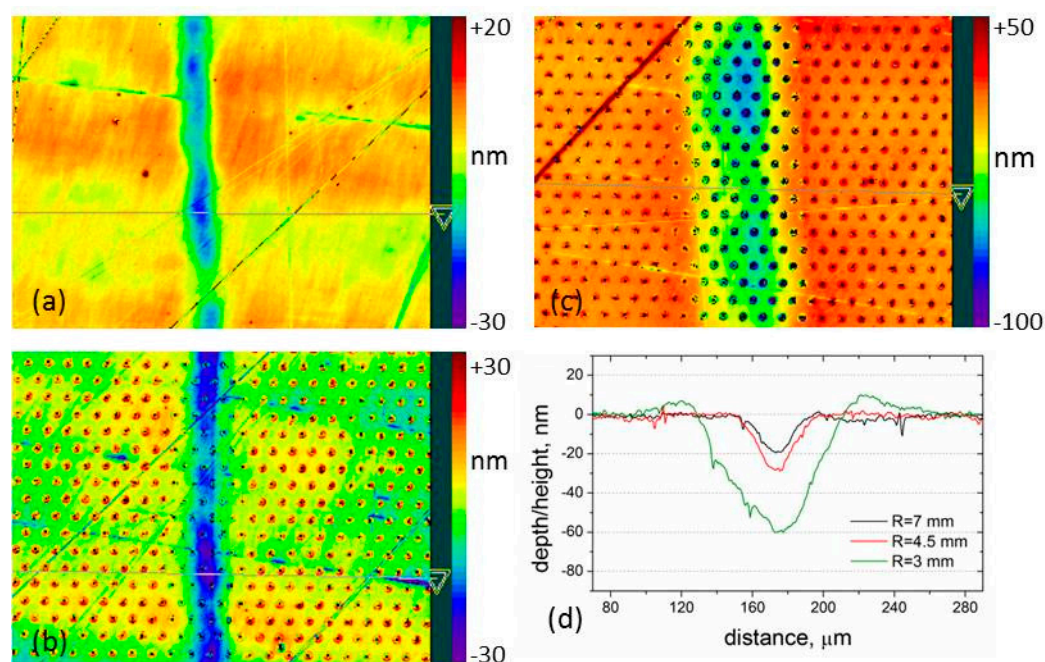 +20
nm
-30
(a)
+50
nm
-100
(c)
+30
nm
-30
(b)
20
0
-20
-40
-60
-80
depth/height, nm
R=7 mm
R=4.5 mm
R=3 mm
(d)
80 120 160 200 240 280
distance, μm